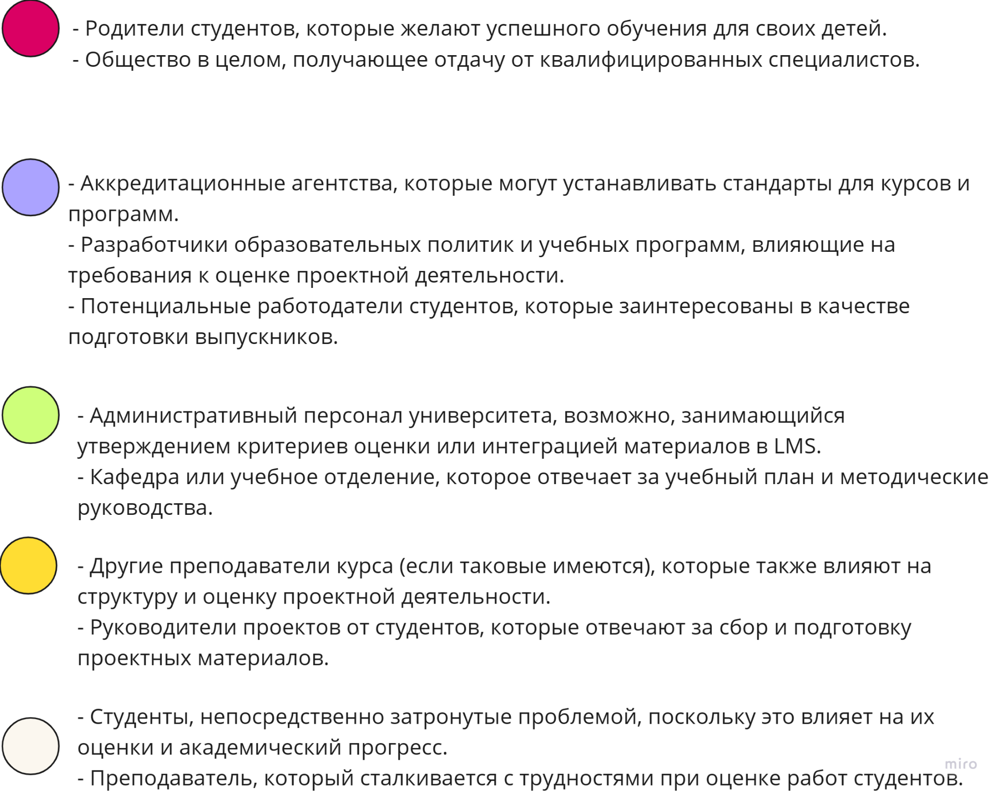 - Родители студентов, которые желают успешного обучения для своих детей.
- Общество в целом, получающее отдачу от квалифицированных специалистов.
- Аккредитационные агентства, которые могут устанавливать стандарты для курсов и
программ.
- Разработчики образовательных политик и учебных программ, влияющие на
требования к оценке проектной деятельности.
- Потенциальные работодатели студентов, которые заинтересованы в качестве
подготовки выпускников.
- Административный персонал университета, возможно, занимающийся
утверждением критериев оценки или интеграцией материалов в LMS.
- Кафедра или учебное отделение, которое отвечает за учебный план и методические
руководства.
- Другие преподаватели курса (если таковые имеются), которые также влияют на
структуру и оценку проектной деятельности.
- Руководители проектов от студентов, которые отвечают за сбор и подготовку
проектных материалов.
- Студенты, непосредственно затронутые проблемой, поскольку это влияет на их
оценки и академический прогресс.
miro
- Преподаватель, который сталкивается с трудностями при оценке работ студентов.